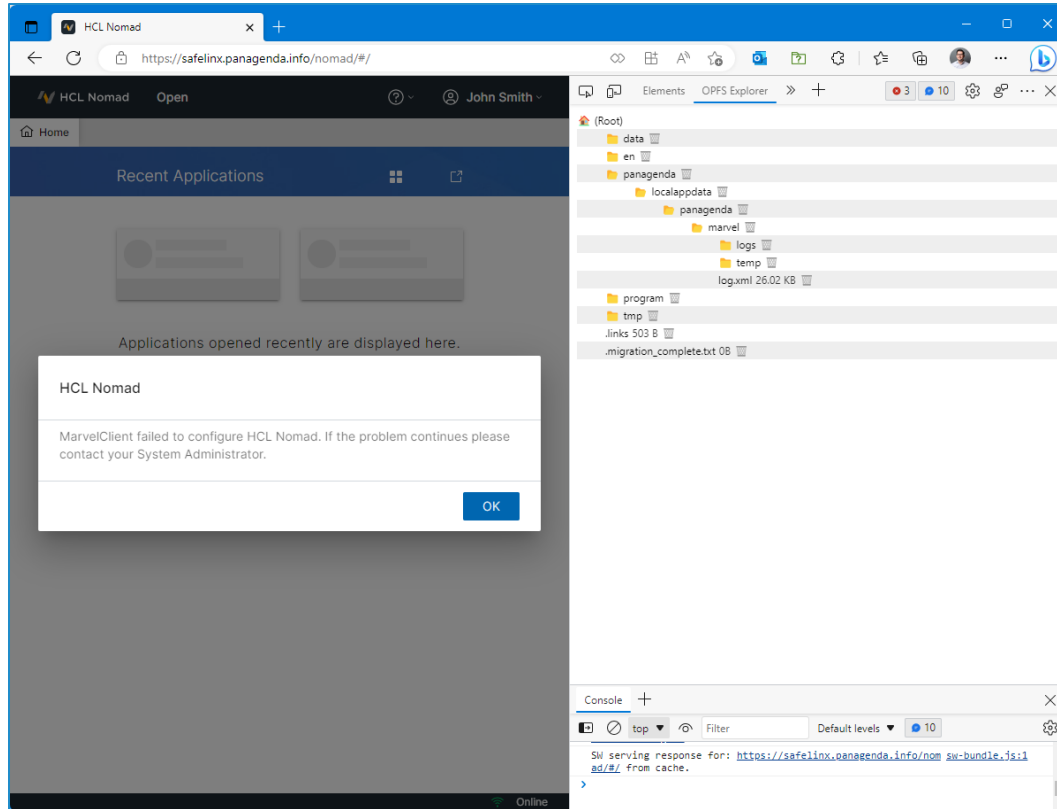 HCL Nomad
https://safelinx.panagenda.info/nomad/#/
HCL Nomad Open John Smith
Home
Recent Applications
Applications opened recently are displayed here.
HCL Nomad
MarvelClient failed to configure HCL Nomad. If the problem continues please
contact your System Administrator.
OK
Online
Elements OPFS Explorer 3 10
(Root)
data
en
panagenda
localappdata
panagenda
marvel
logs
temp
log.xml 26.02 KB
program
tmp
.links 503 B
.migration_complete.txt 0B
Console
top Filter Default levels 10
SW serving response for: https://safelinx.panagenda.info/nom sw-bundle.js:1
ad/#/ from cache.